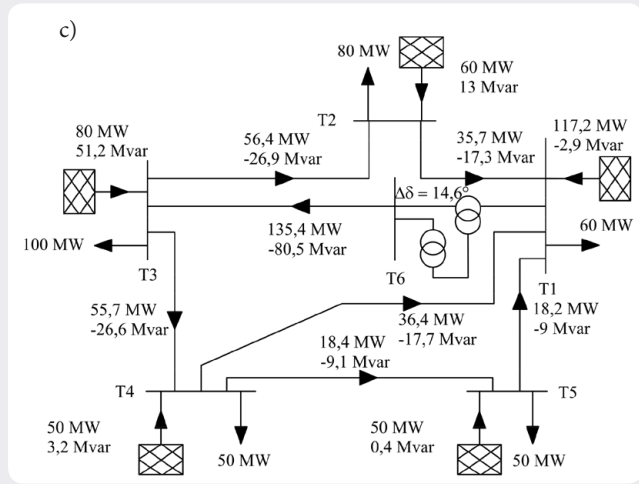 c)
80 MW
60 MW
13 Mvar
T2
80 MW
51,2 Mvar
56,4 MW
-26,9 Mvar
35,7 MW
-17,3 Mvar
117,2 MW
-2,9 Mvar
Δδ = 14,6°
135,4 MW
-80,5 Mvar
100 MW
60 MW
T3
T6
T1
55,7 MW
-26,6 Mvar
18,2 MW
-9 Mvar
36,4 MW
-17,7 Mvar
18,4 MW
-9,1 Mvar
T4
T5
50 MW
3,2 Mvar
50 MW
50 MW
0,4 Mvar
50 MW